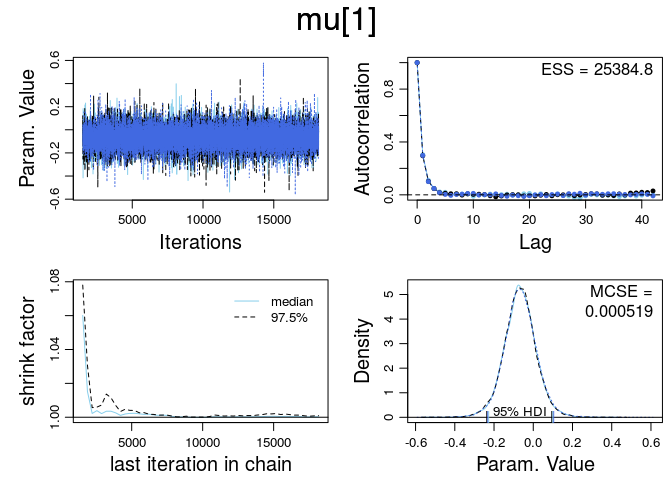 mu[1]
Param. Value
0.6
0.2
-0.2
-0.6
5000 10000 15000
Iterations
Autocorrelation
0.8
0.4
0.0
ESS = 25384.8
0 10 20 30 40
Lag
shrink factor
1.08
1.04
1.00
median
97.5%
5000 10000 15000
last iteration in chain
Density
5
4
3
2
1
0
MCSE =
0.000519
95% HDI
-0.6 -0.4 -0.2 0.0 0.2 0.4 0.6
Param. Value